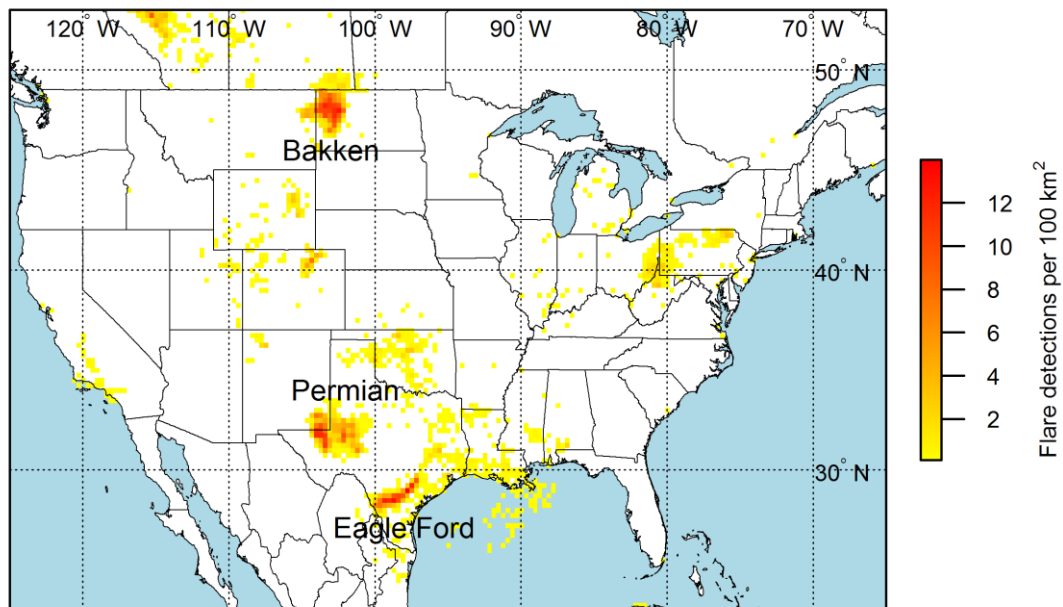 120° W 110° W 100° W 90° W 80° W 70° W
50° N
Bakken
40° N
Permian
30° N
Eagle Ford
12
10
8
6
4
2
Flare detections per 100 km²